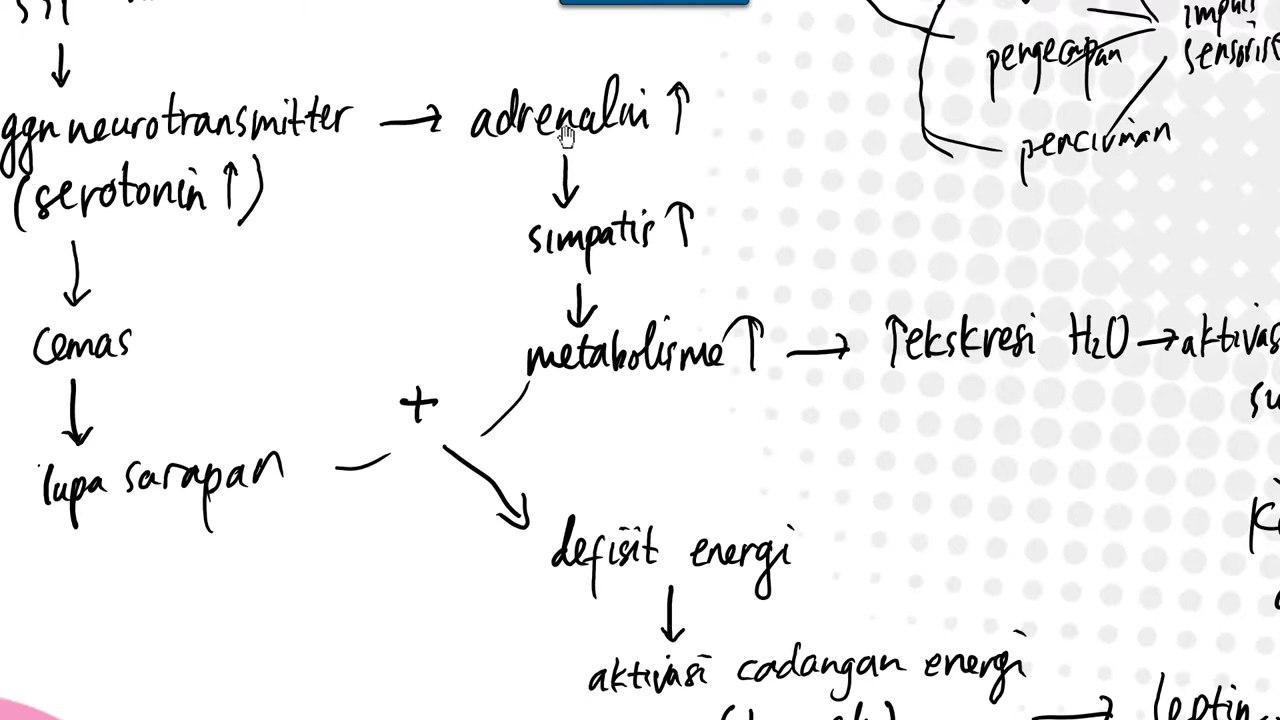 ggn neurotransmitter → adrenalin ↑
(serotonin ↑)
simpatis ↑
cemas
metabolisme ↑ → ↑ ekskresi H₂O → aktivas
+
lupa sarapan
defisit energi
aktivasi cadangan energi
→ leptin
pengecapan
sensoris
penciuman